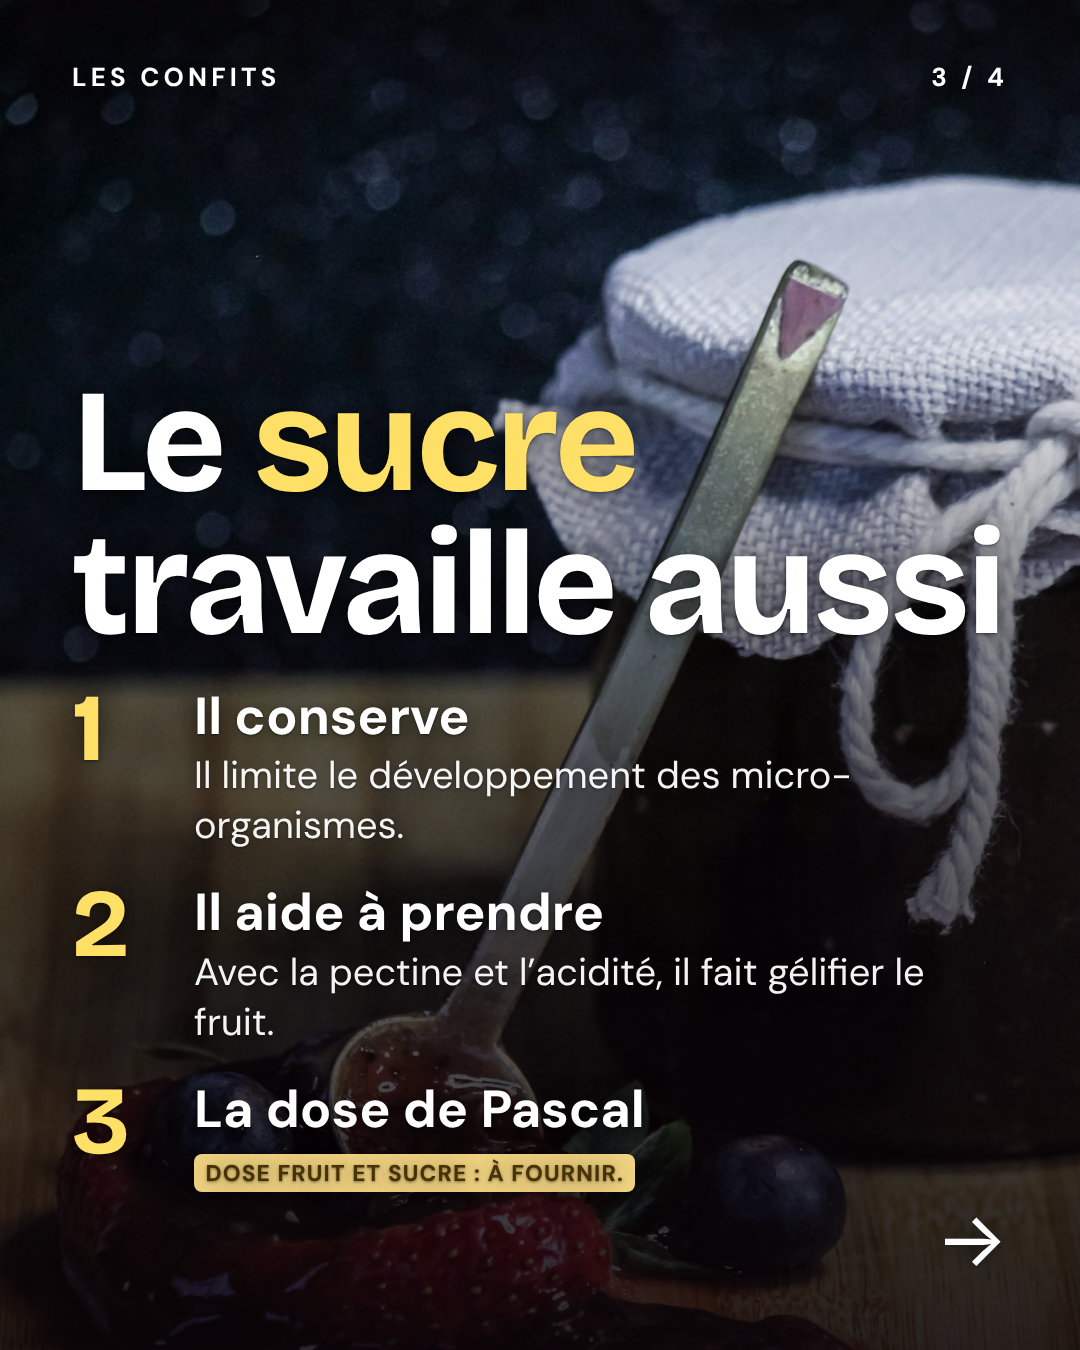 LES CONFITS
3 / 4
Le sucre
travaille aussi
1
Il conserve
Il limite le développement des micro-
organismes.
2
Il aide à prendre
Avec la pectine et l’acidité, il fait gélifier le
fruit.
3
La dose de Pascal
DOSE FRUIT ET SUCRE : À FOURNIR.